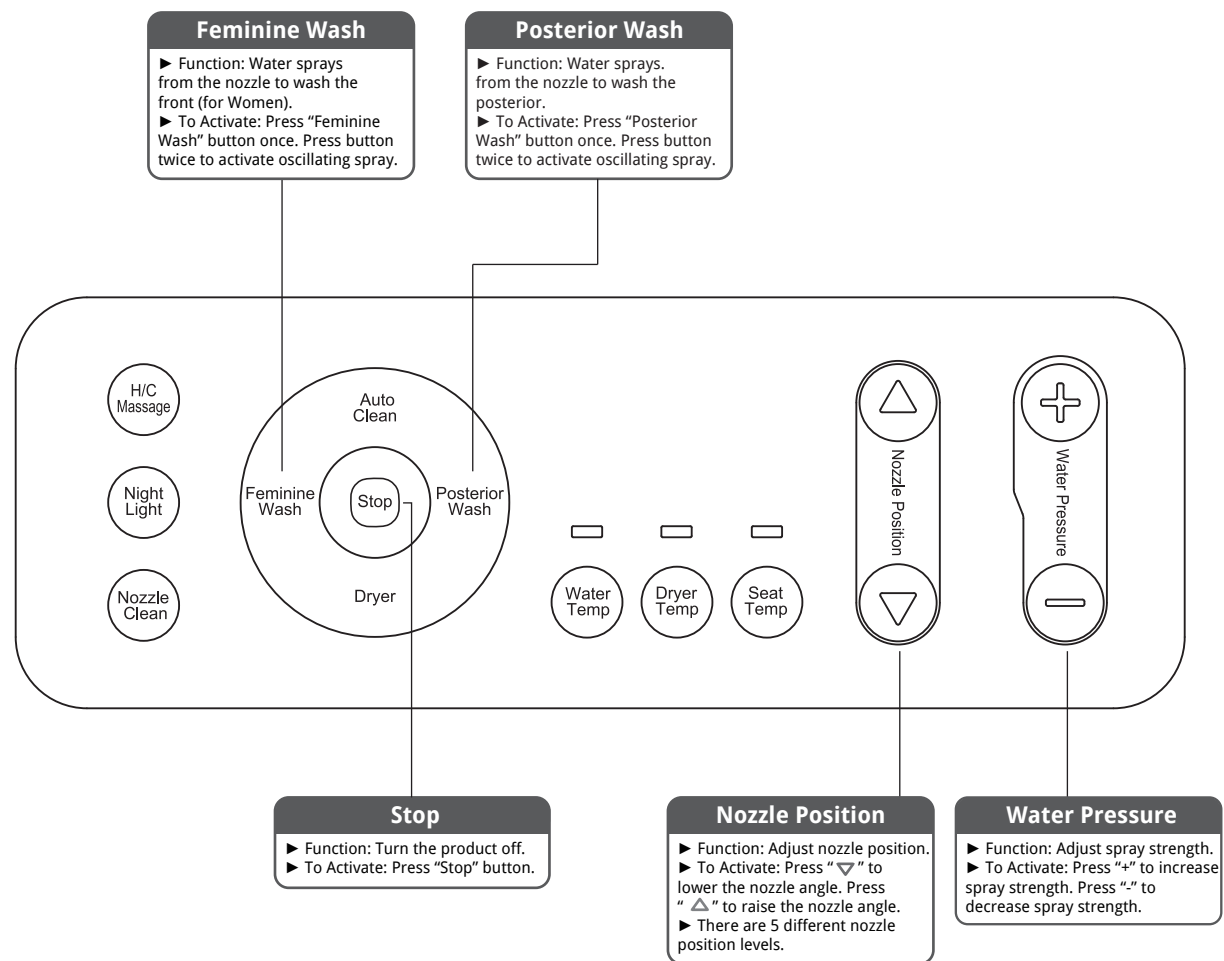 Feminine Wash
► Function: Water sprays
from the nozzle to wash the
front (for Women).
► To Activate: Press “Feminine
Wash” button once. Press button
twice to activate oscillating spray.
Posterior Wash
► Function: Water sprays.
from the nozzle to wash the
posterior.
► To Activate: Press “Posterior
Wash” button once. Press button
twice to activate oscillating spray.
H/C
Massage
Night
Light
Nozzle
Clean
Auto
Clean
Feminine
Wash
Stop
Posterior
Wash
Dryer
Water
Temp
Dryer
Temp
Seat
Temp
Nozzle Position
Water Pressure
Stop
► Function: Turn the product off.
► To Activate: Press “Stop” button.
Nozzle Position
► Function: Adjust nozzle position.
► To Activate: Press “ ▽ ” to
lower the nozzle angle. Press
“ △ ” to raise the nozzle angle.
► There are 5 different nozzle
position levels.
Water Pressure
► Function: Adjust spray strength.
► To Activate: Press “+” to increase
spray strength. Press “-” to
decrease spray strength.